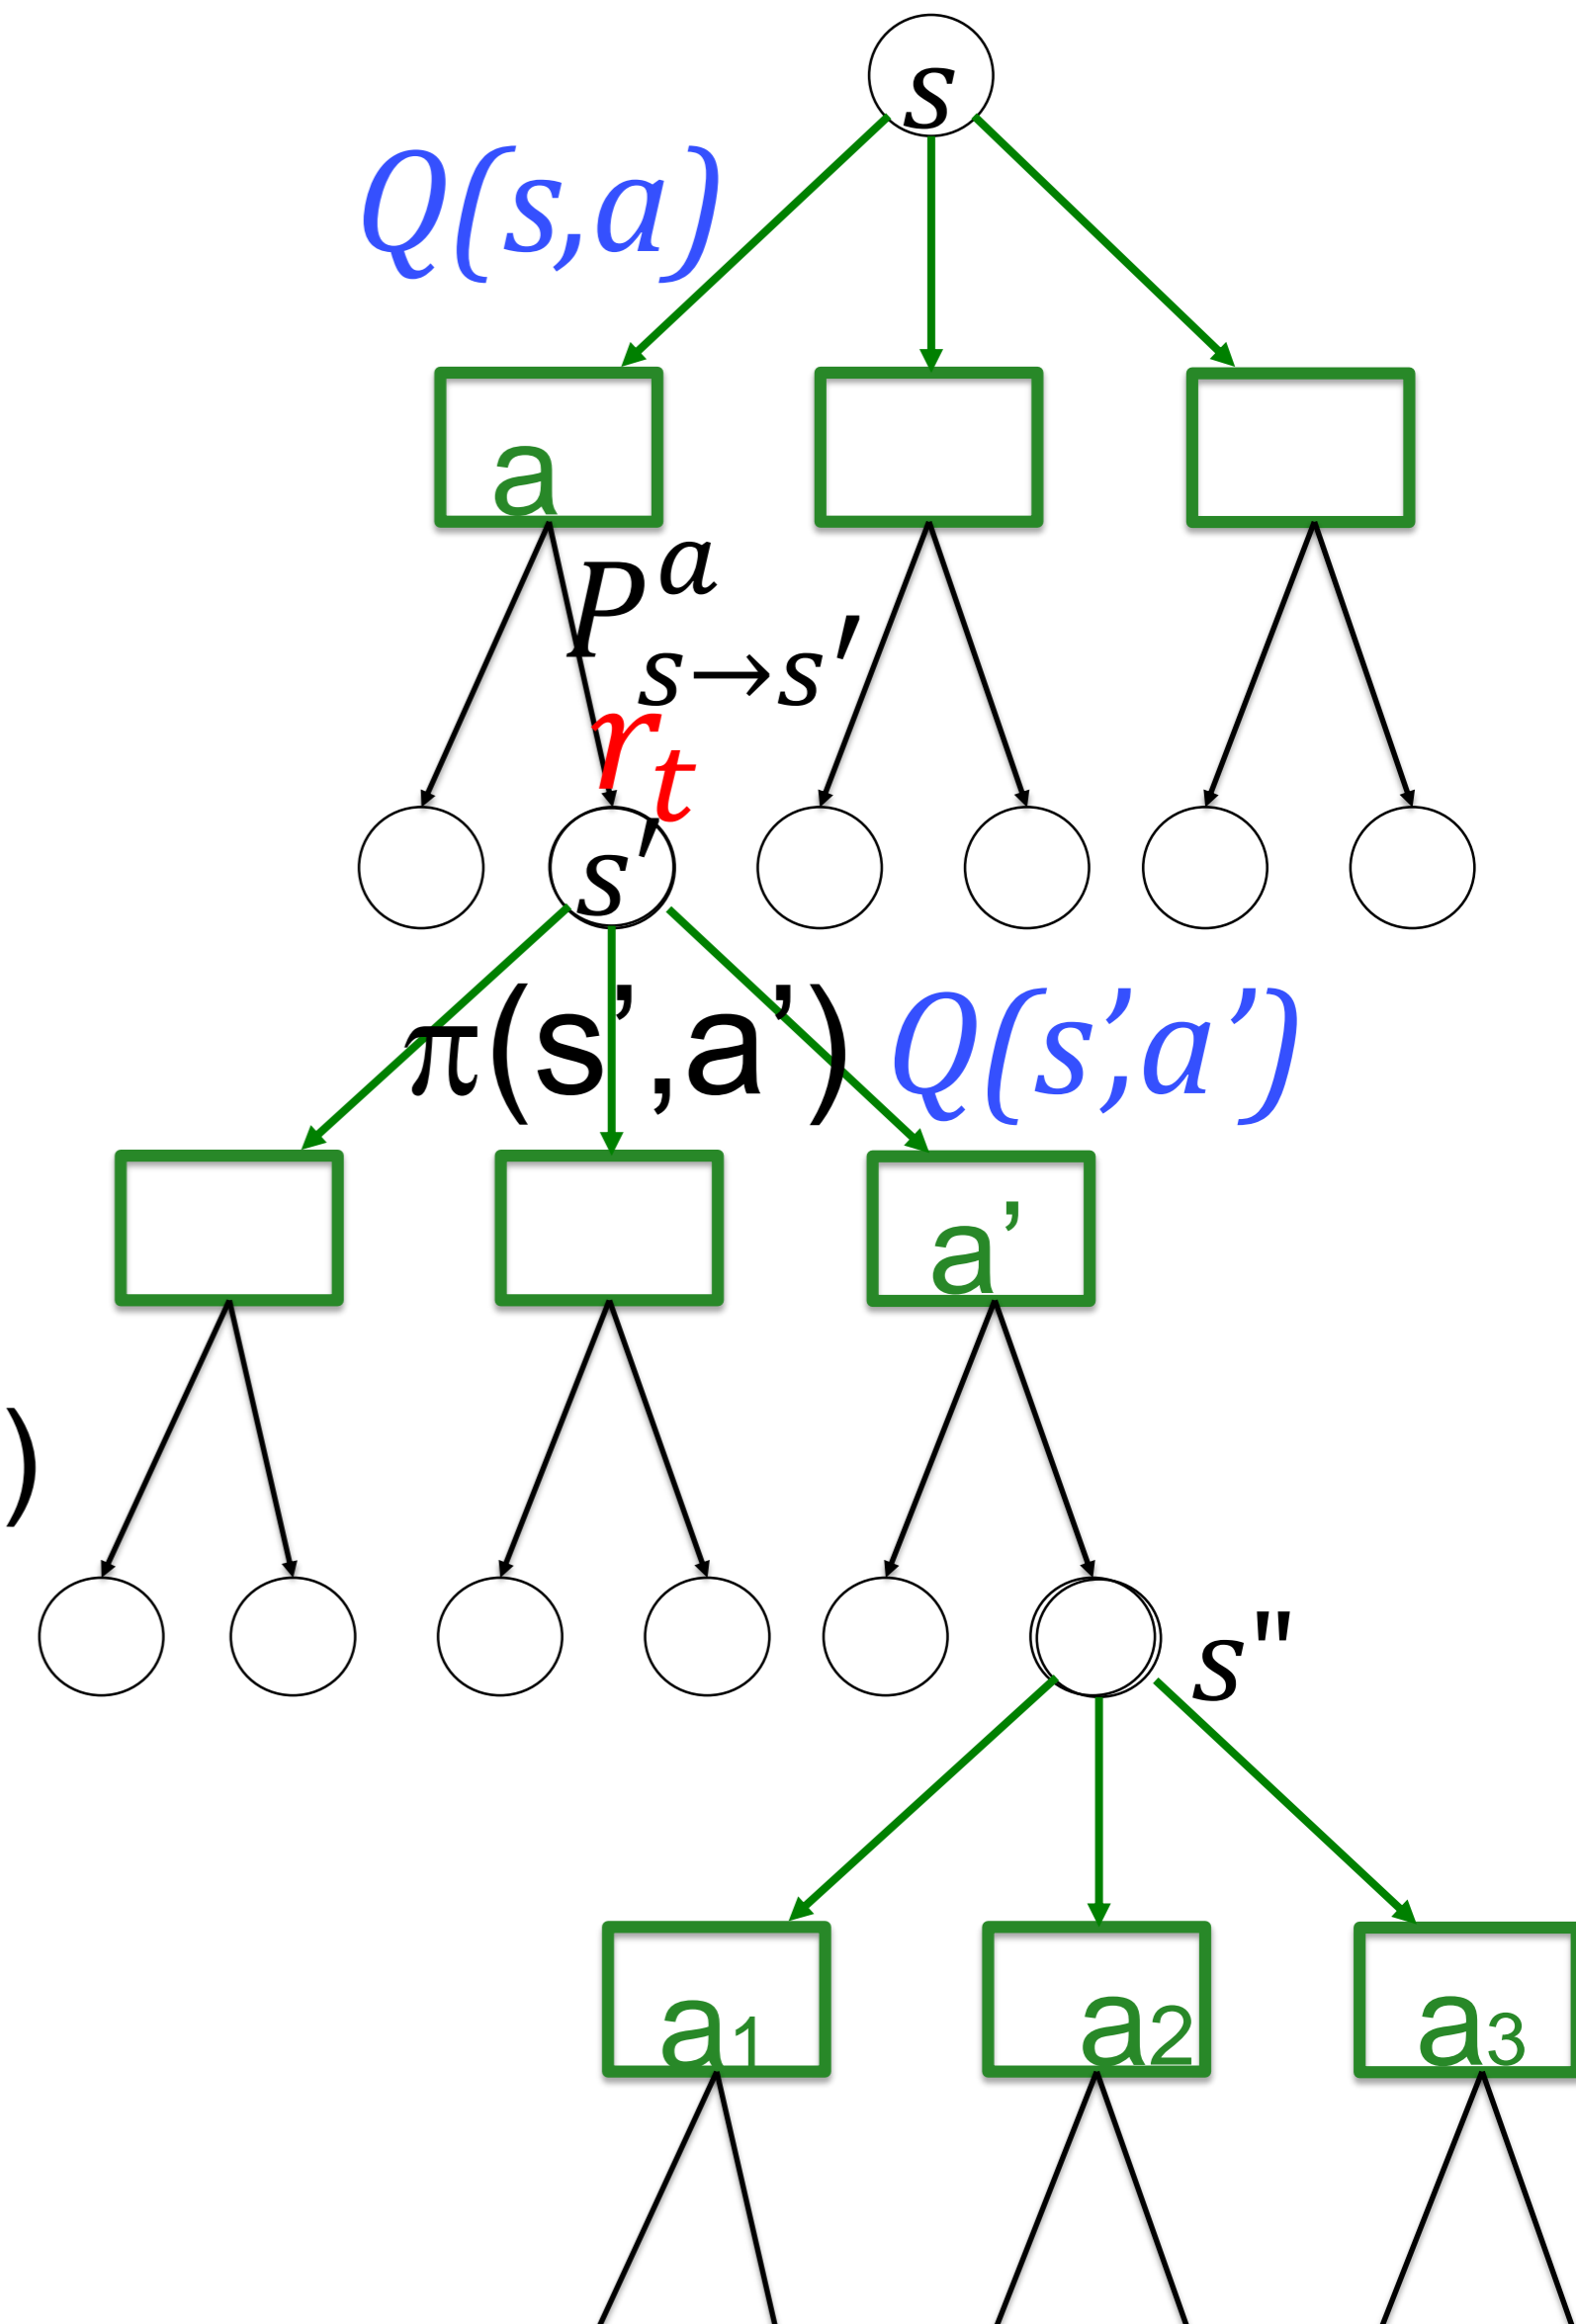 s
Q(s,a)
a
P^a_{s→s'}
r_t
s'
π(s’,a’)
Q(s’a’)
a’
)
s"
a1
a2
a3